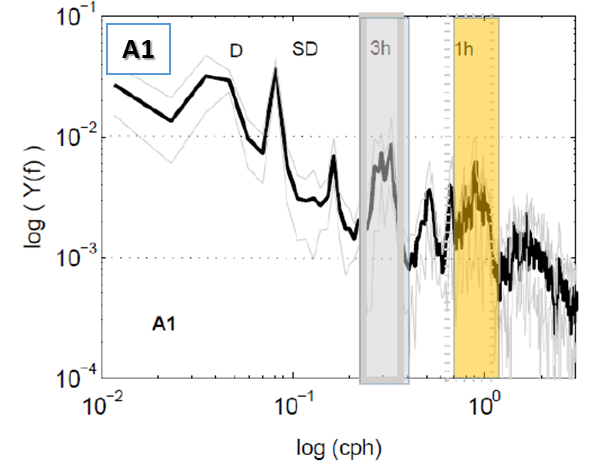 10⁻¹
A1
D
SD
3h
1h
10⁻²
log ( Y(f) )
10⁻³
A1
10⁻⁴
10⁻²
10⁻¹
10⁰
log (cph)